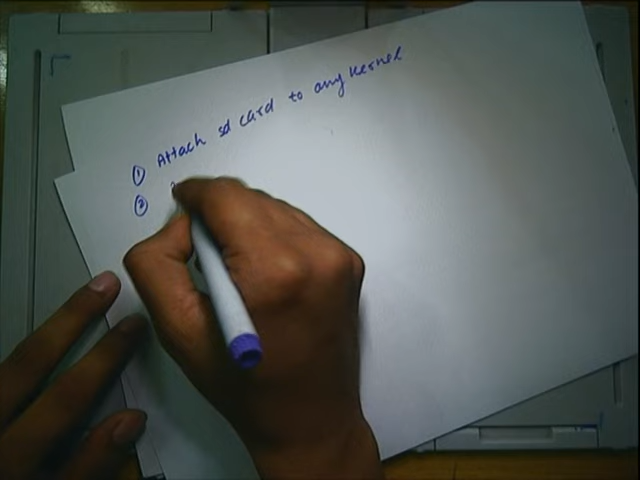 ① Attach sd card to any kernel
②